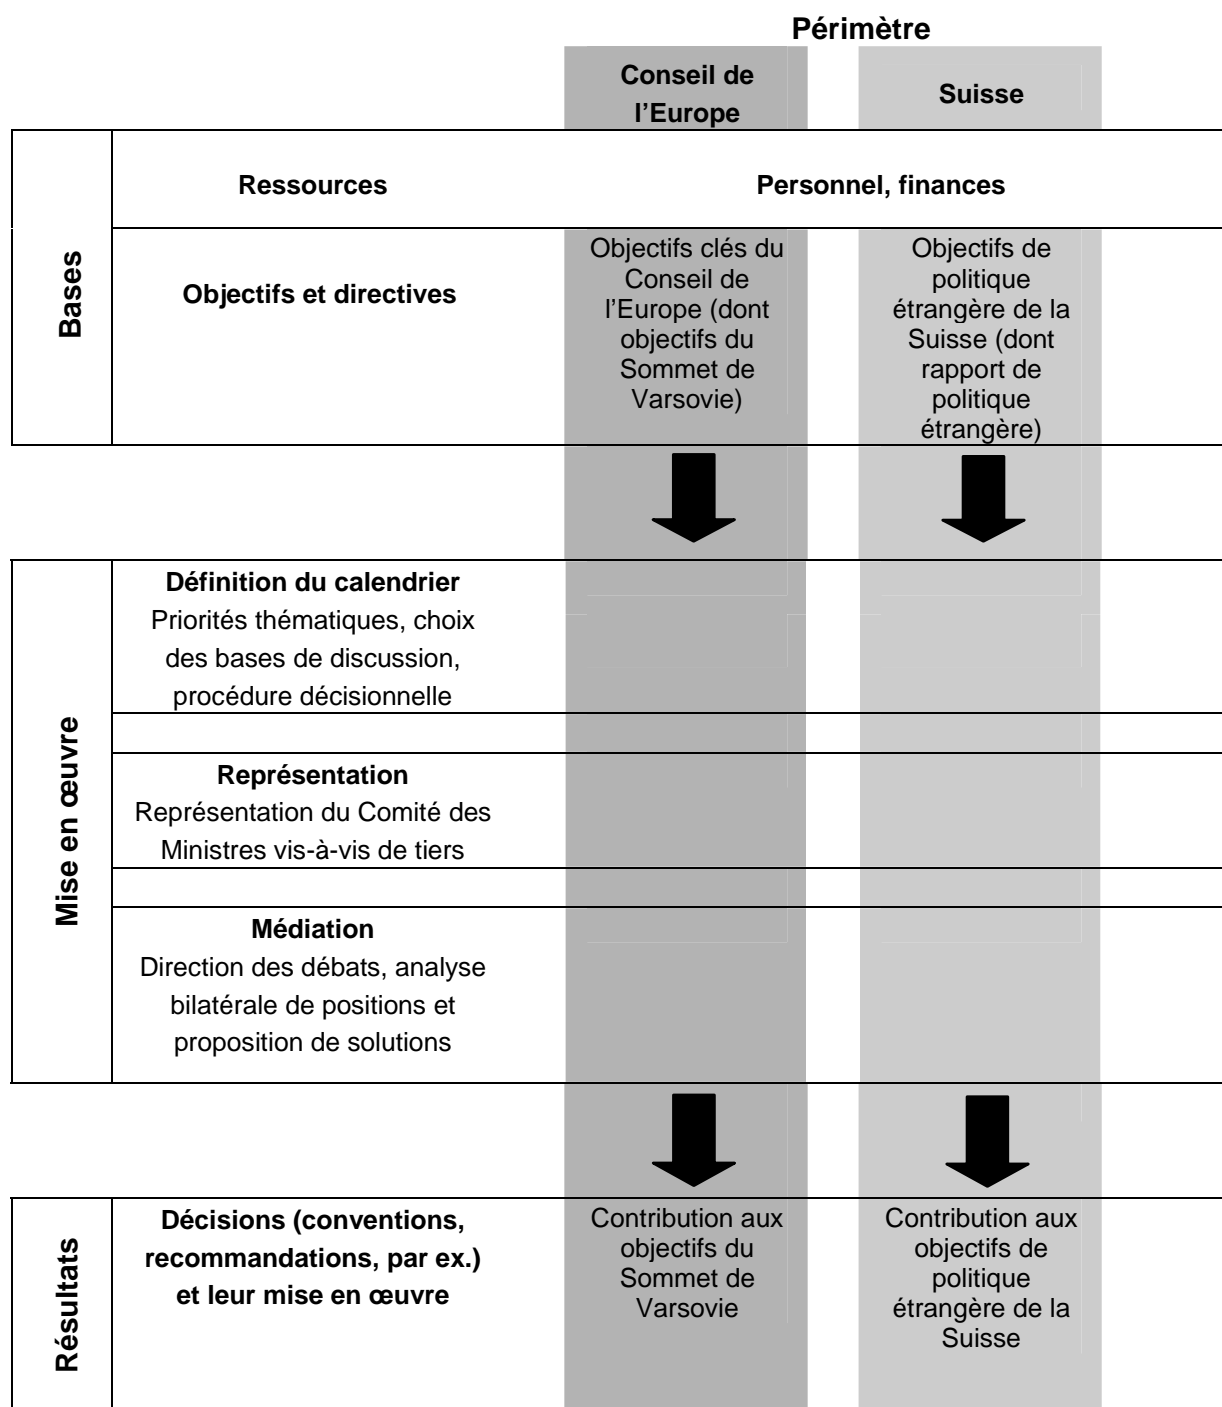 Périmètre
Conseil de
l'Europe
Suisse
Bases
Ressources
Personnel, finances
Objectifs et directives
Objectifs clés du
Conseil de
l'Europe (dont
objectifs du
Sommet de
Varsovie)
Objectifs de
politique
étrangère de la
Suisse (dont
rapport de
politique
étrangère)
Mise en œuvre
Définition du calendrier
Priorités thématiques, choix
des bases de discussion,
procédure décisionnelle
Représentation
Représentation du Comité des
Ministres vis-à-vis de tiers
Médiation
Direction des débats, analyse
bilatérale de positions et
proposition de solutions
Résultats
Décisions (conventions,
recommandations, par ex.)
et leur mise en œuvre
Contribution aux
objectifs du
Sommet de
Varsovie
Contribution aux
objectifs de
politique
étrangère de la
Suisse